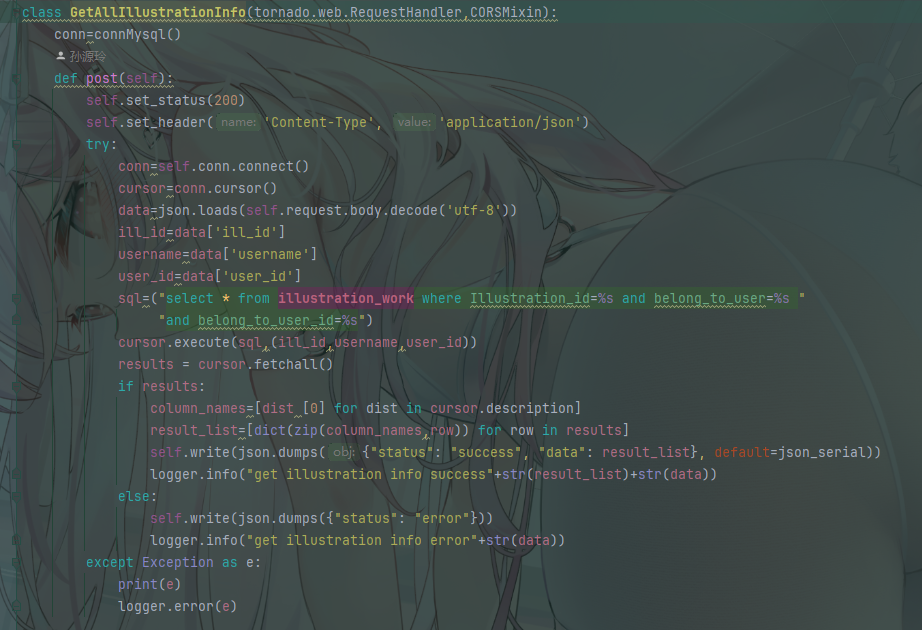 class GetAllIllustrationInfo(tornado.web.RequestHandler,CORSMixin):
    conn=connMysql()
    孙源玲
    def post(self):
        self.set_status(200)
        self.set_header( name: 'Content-Type', value: 'application/json')
        try:
            conn=self.conn.connect()
            cursor=conn.cursor()
            data=json.loads(self.request.body.decode('utf-8'))
            ill_id=data['ill_id']
            username=data['username']
            user_id=data['user_id']
            sql=("select * from illustration_work where Illustration_id=%s and belong_to_user=%s "
                 "and belong_to_user_id=%s")
            cursor.execute(sql,(ill_id,username,user_id))
            results = cursor.fetchall()
            if results:
                column_names=[dist [0] for dist in cursor.description]
                result_list=[dict(zip(column_names,row)) for row in results]
                self.write(json.dumps( obj: {"status": "success", "data": result_list}, default=json_serial))
                logger.info("get illustration info success"+str(result_list)+str(data))
            else:
                self.write(json.dumps({"status": "error"}))
                logger.info("get illustration info error"+str(data))
        except Exception as e:
            print(e)
            logger.error(e)